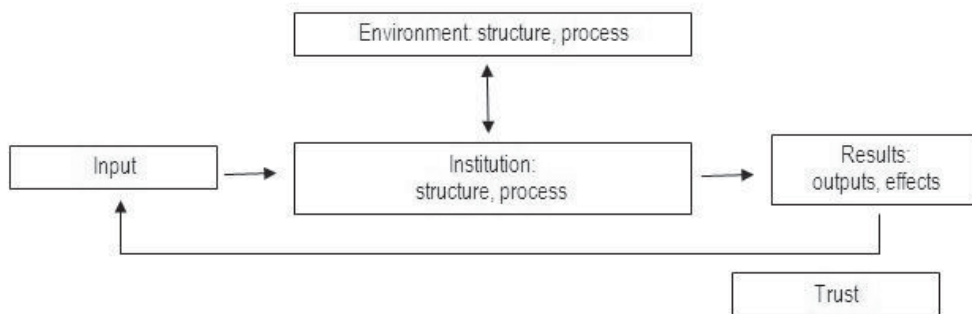 Environment: structure, process
Input
Institution:
structure, process
Results:
outputs, effects
Trust